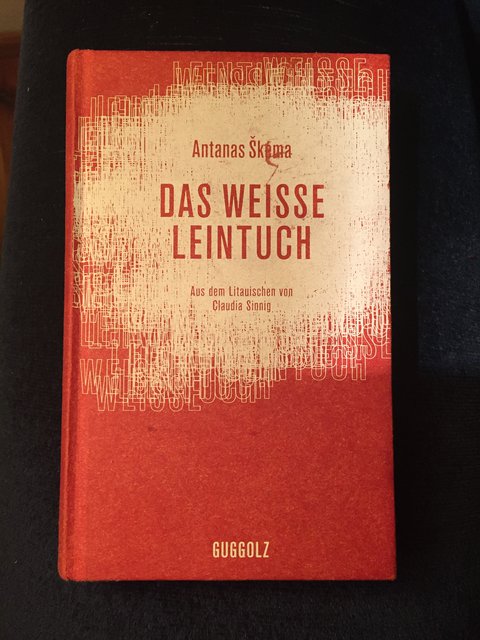 Antanas Škėma
DAS WEISSE
LEINTUCH
Aus dem Litauischen von
Claudia Sinnig
GUGGOLZ